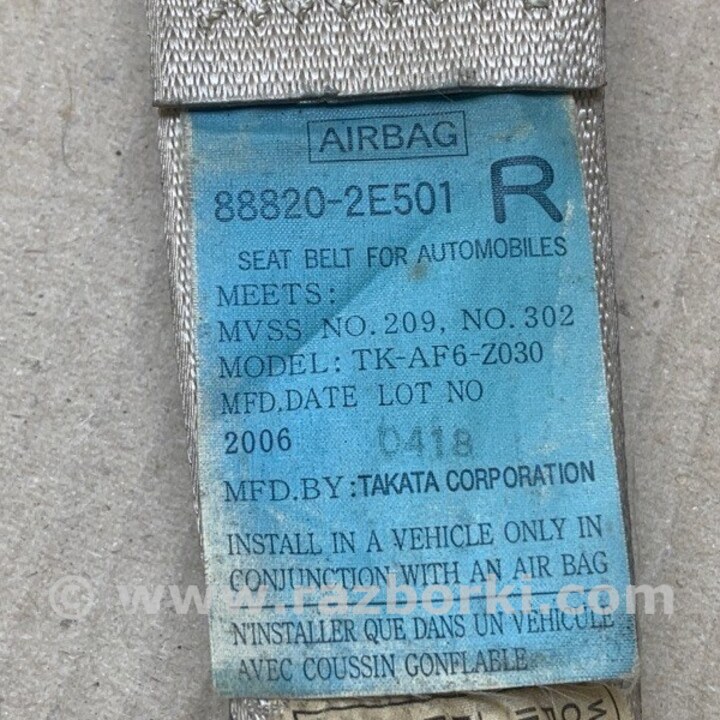 AIRBAG
88820-2E501 R
SEAT BELT FOR AUTOMOBILES
MEETS:
MVSS NO.209, NO.302
MODEL: TK-AF6-Z030
MFD.DATE LOT NO
2006 0418
MFD.BY:TAKATA CORPORATION
INSTALL IN A VEHICLE ONLY IN
CONJUNCTION WITH AN AIR BAG
© www.razborki.com
N'INSTALLER QUE DANS UN VEHICULE
AVEC COUSSIN GONFLABLE